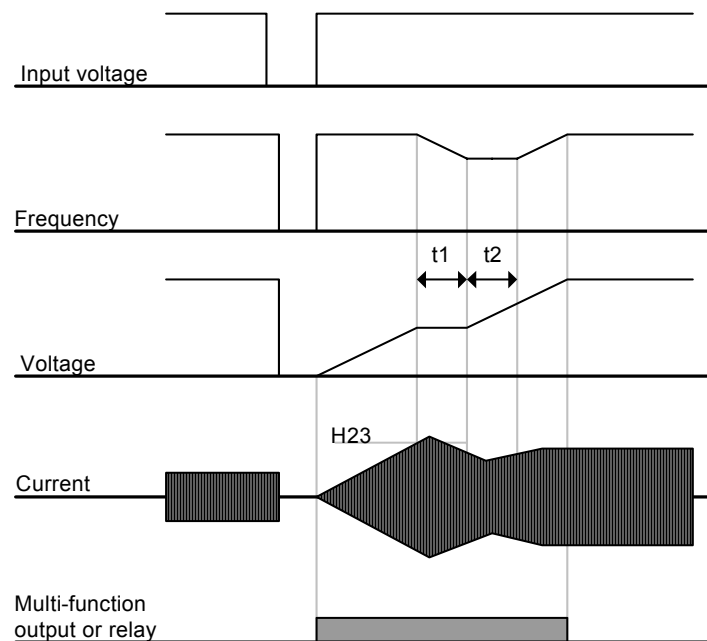 Input voltage
Frequency
t1 t2
Voltage
H23
Current
Multi-function
output or relay